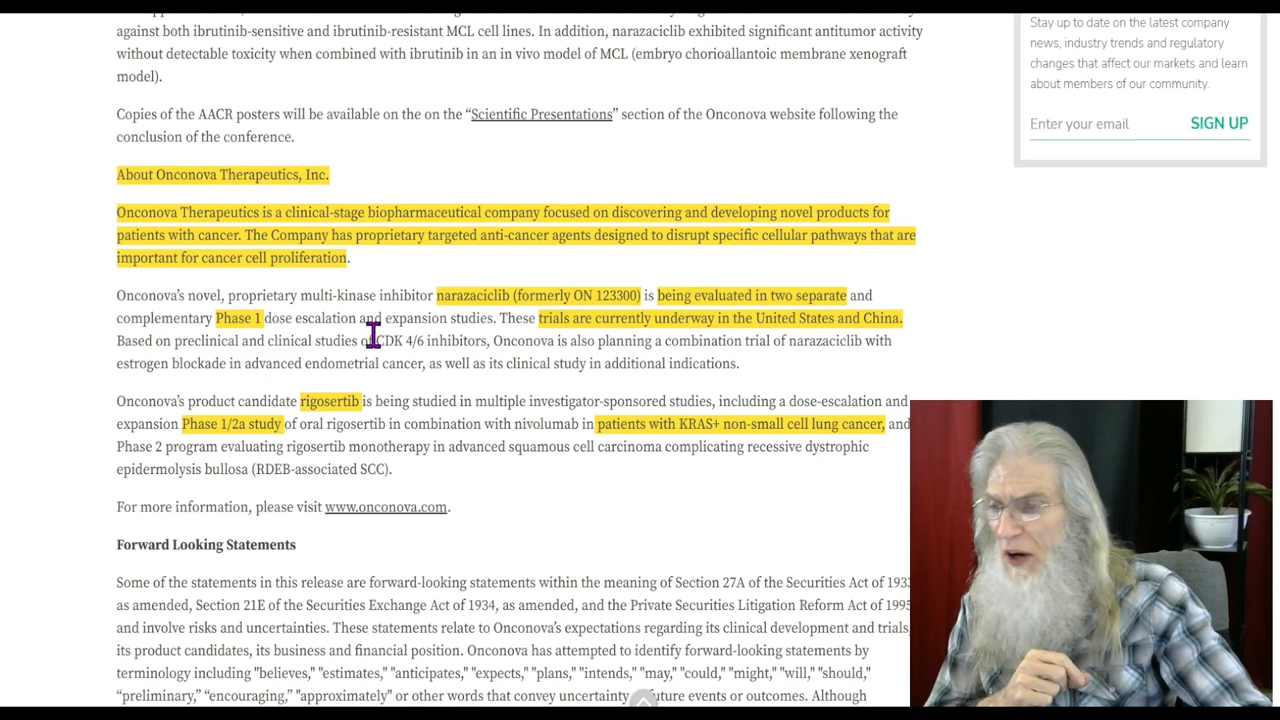 against both ibrutinib-sensitive and ibrutinib-resistant MCL cell lines. In addition, narazaciclib exhibited significant antitumor activity
without detectable toxicity when combined with ibrutinib in an in vivo model of MCL (embryo chorioallantoic membrane xenograft
model).
Copies of the AACR posters will be available on the on the “Scientific Presentations” section of the Onconova website following the
conclusion of the conference.
About Onconova Therapeutics, Inc.
Onconova Therapeutics is a clinical-stage biopharmaceutical company focused on discovering and developing novel products for
patients with cancer. The Company has proprietary targeted anti-cancer agents designed to disrupt specific cellular pathways that are
important for cancer cell proliferation.
Onconova’s novel, proprietary multi-kinase inhibitor narazaciclib (formerly ON 123300) is being evaluated in two separate and
complementary Phase 1 dose escalation and expansion studies. These trials are currently underway in the United States and China.
Based on preclinical and clinical studies of CDK 4/6 inhibitors, Onconova is also planning a combination trial of narazaciclib with
estrogen blockade in advanced endometrial cancer, as well as its clinical study in additional indications.
Onconova’s product candidate rigosertib is being studied in multiple investigator-sponsored studies, including a dose-escalation and
expansion Phase 1/2a study of oral rigosertib in combination with nivolumab in patients with KRAS+ non-small cell lung cancer, and
Phase 2 program evaluating rigosertib monotherapy in advanced squamous cell carcinoma complicating recessive dystrophic
epidermolysis bullosa (RDEB-associated SCC).
For more information, please visit www.onconova.com.
Forward Looking Statements
Some of the statements in this release are forward-looking statements within the meaning of Section 27A of the Securities Act of 1933
as amended, Section 21E of the Securities Exchange Act of 1934, as amended, and the Private Securities Litigation Reform Act of 1995
and involve risks and uncertainties. These statements relate to Onconova’s expectations regarding its clinical development and trials,
its product candidates, its business and financial position. Onconova has attempted to identify forward-looking statements by
terminology including "believes," "estimates," "anticipates," "expects," "plans," "intends," "may," "could," "might," "will," "should,"
“preliminary,” “encouraging,” "approximately" or other words that convey uncertainty future events or outcomes. Although
Stay up to date on the latest company
news, industry trends and regulatory
changes that affect our markets and learn
about members of our community.
Enter your email SIGN UP